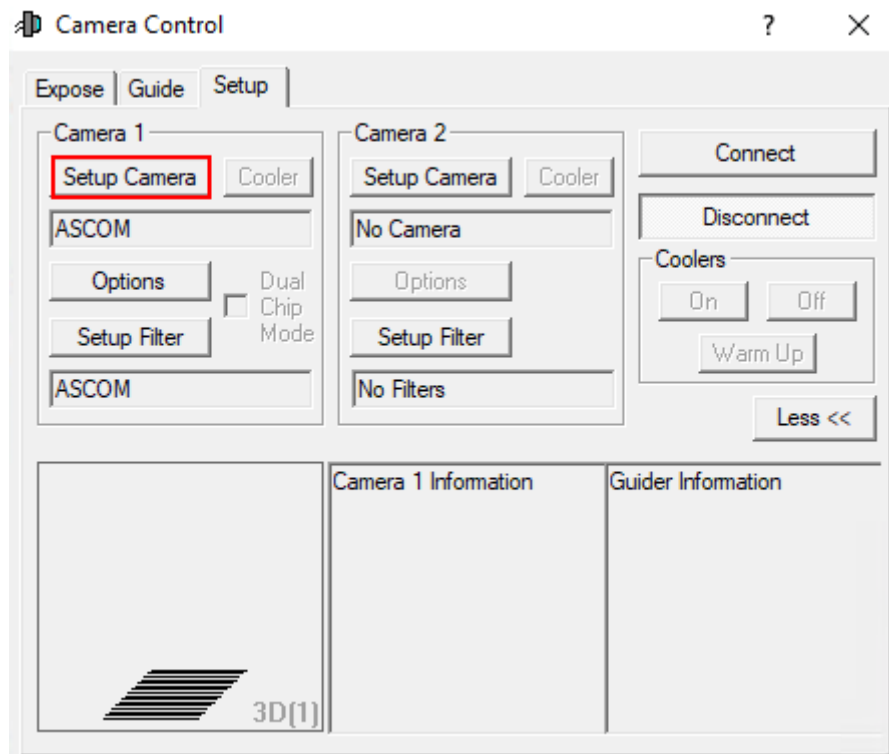 Camera Control
?
Expose Guide Setup
Camera 1
Setup Camera Cooler
ASCOM
Options
Dual
Chip
Mode
Setup Filter
ASCOM
Camera 2
Setup Camera Cooler
No Camera
Options
Setup Filter
No Filters
Connect
Disconnect
Coolers
On Off
Warm Up
Less <<
3D(1)
Camera 1 Information
Guider Information